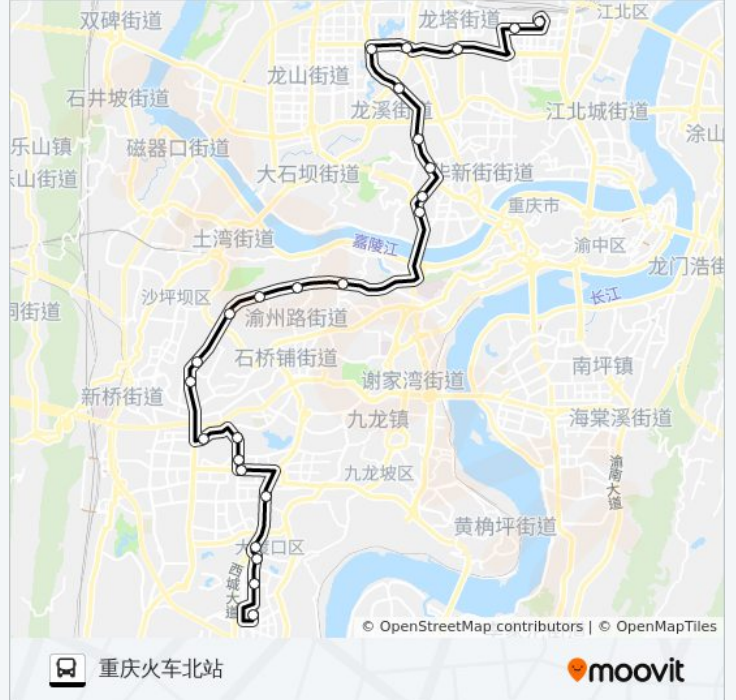 双碑街道
龙塔街道
江北区
龙山街道
石井坡街道
龙溪街道
江北城街道
涂山
乐山镇
磁器口街道
乐山街道
大石坝街道
华新街街道
重庆市
土湾街道
嘉陵江
渝中区
龙门浩街
沙坪坝区
长江
洞街道
渝州路街道
石桥铺街道
谢家湾街道
南坪镇
新桥街道
九龙镇
海棠溪街道
九龙坡区
渝南大道
黄桷坪街道
大渡口区
西城大道
© OpenStreetMap contributors | © OpenMapTiles
重庆火车北站
moovit